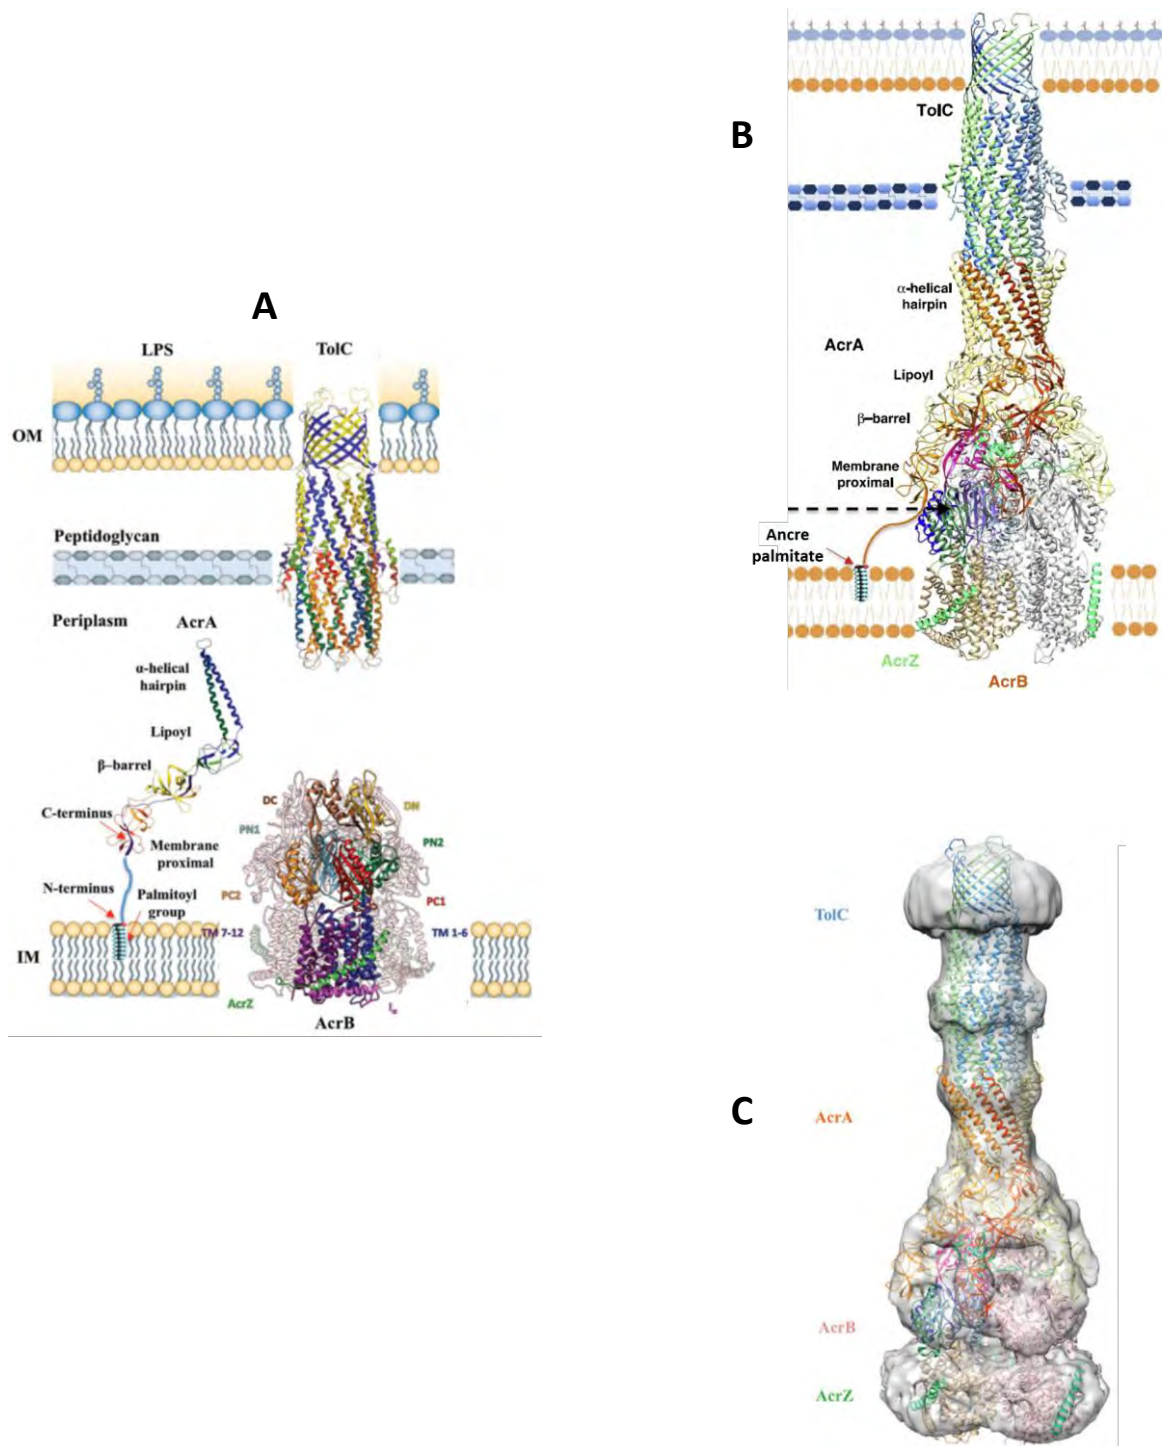 A
LPS
TolC
OM
Peptidoglycan
Periplasm
AcrA
α-helical
hairpin
Lipoyl
β-barrel
C-terminus
Membrane
proximal
N-terminus
Palmitoyl
group
IM
DC
DN
PN1
PN2
PC2
PC1
TM 7-12
TM 1-6
AcrZ
Iα
AcrB
B
TolC
α-helical
hairpin
AcrA
Lipoyl
β-barrel
Membrane
proximal
Ancre
palmitate
AcrZ
AcrB
C
TolC
AcrA
AcrB
AcrZ